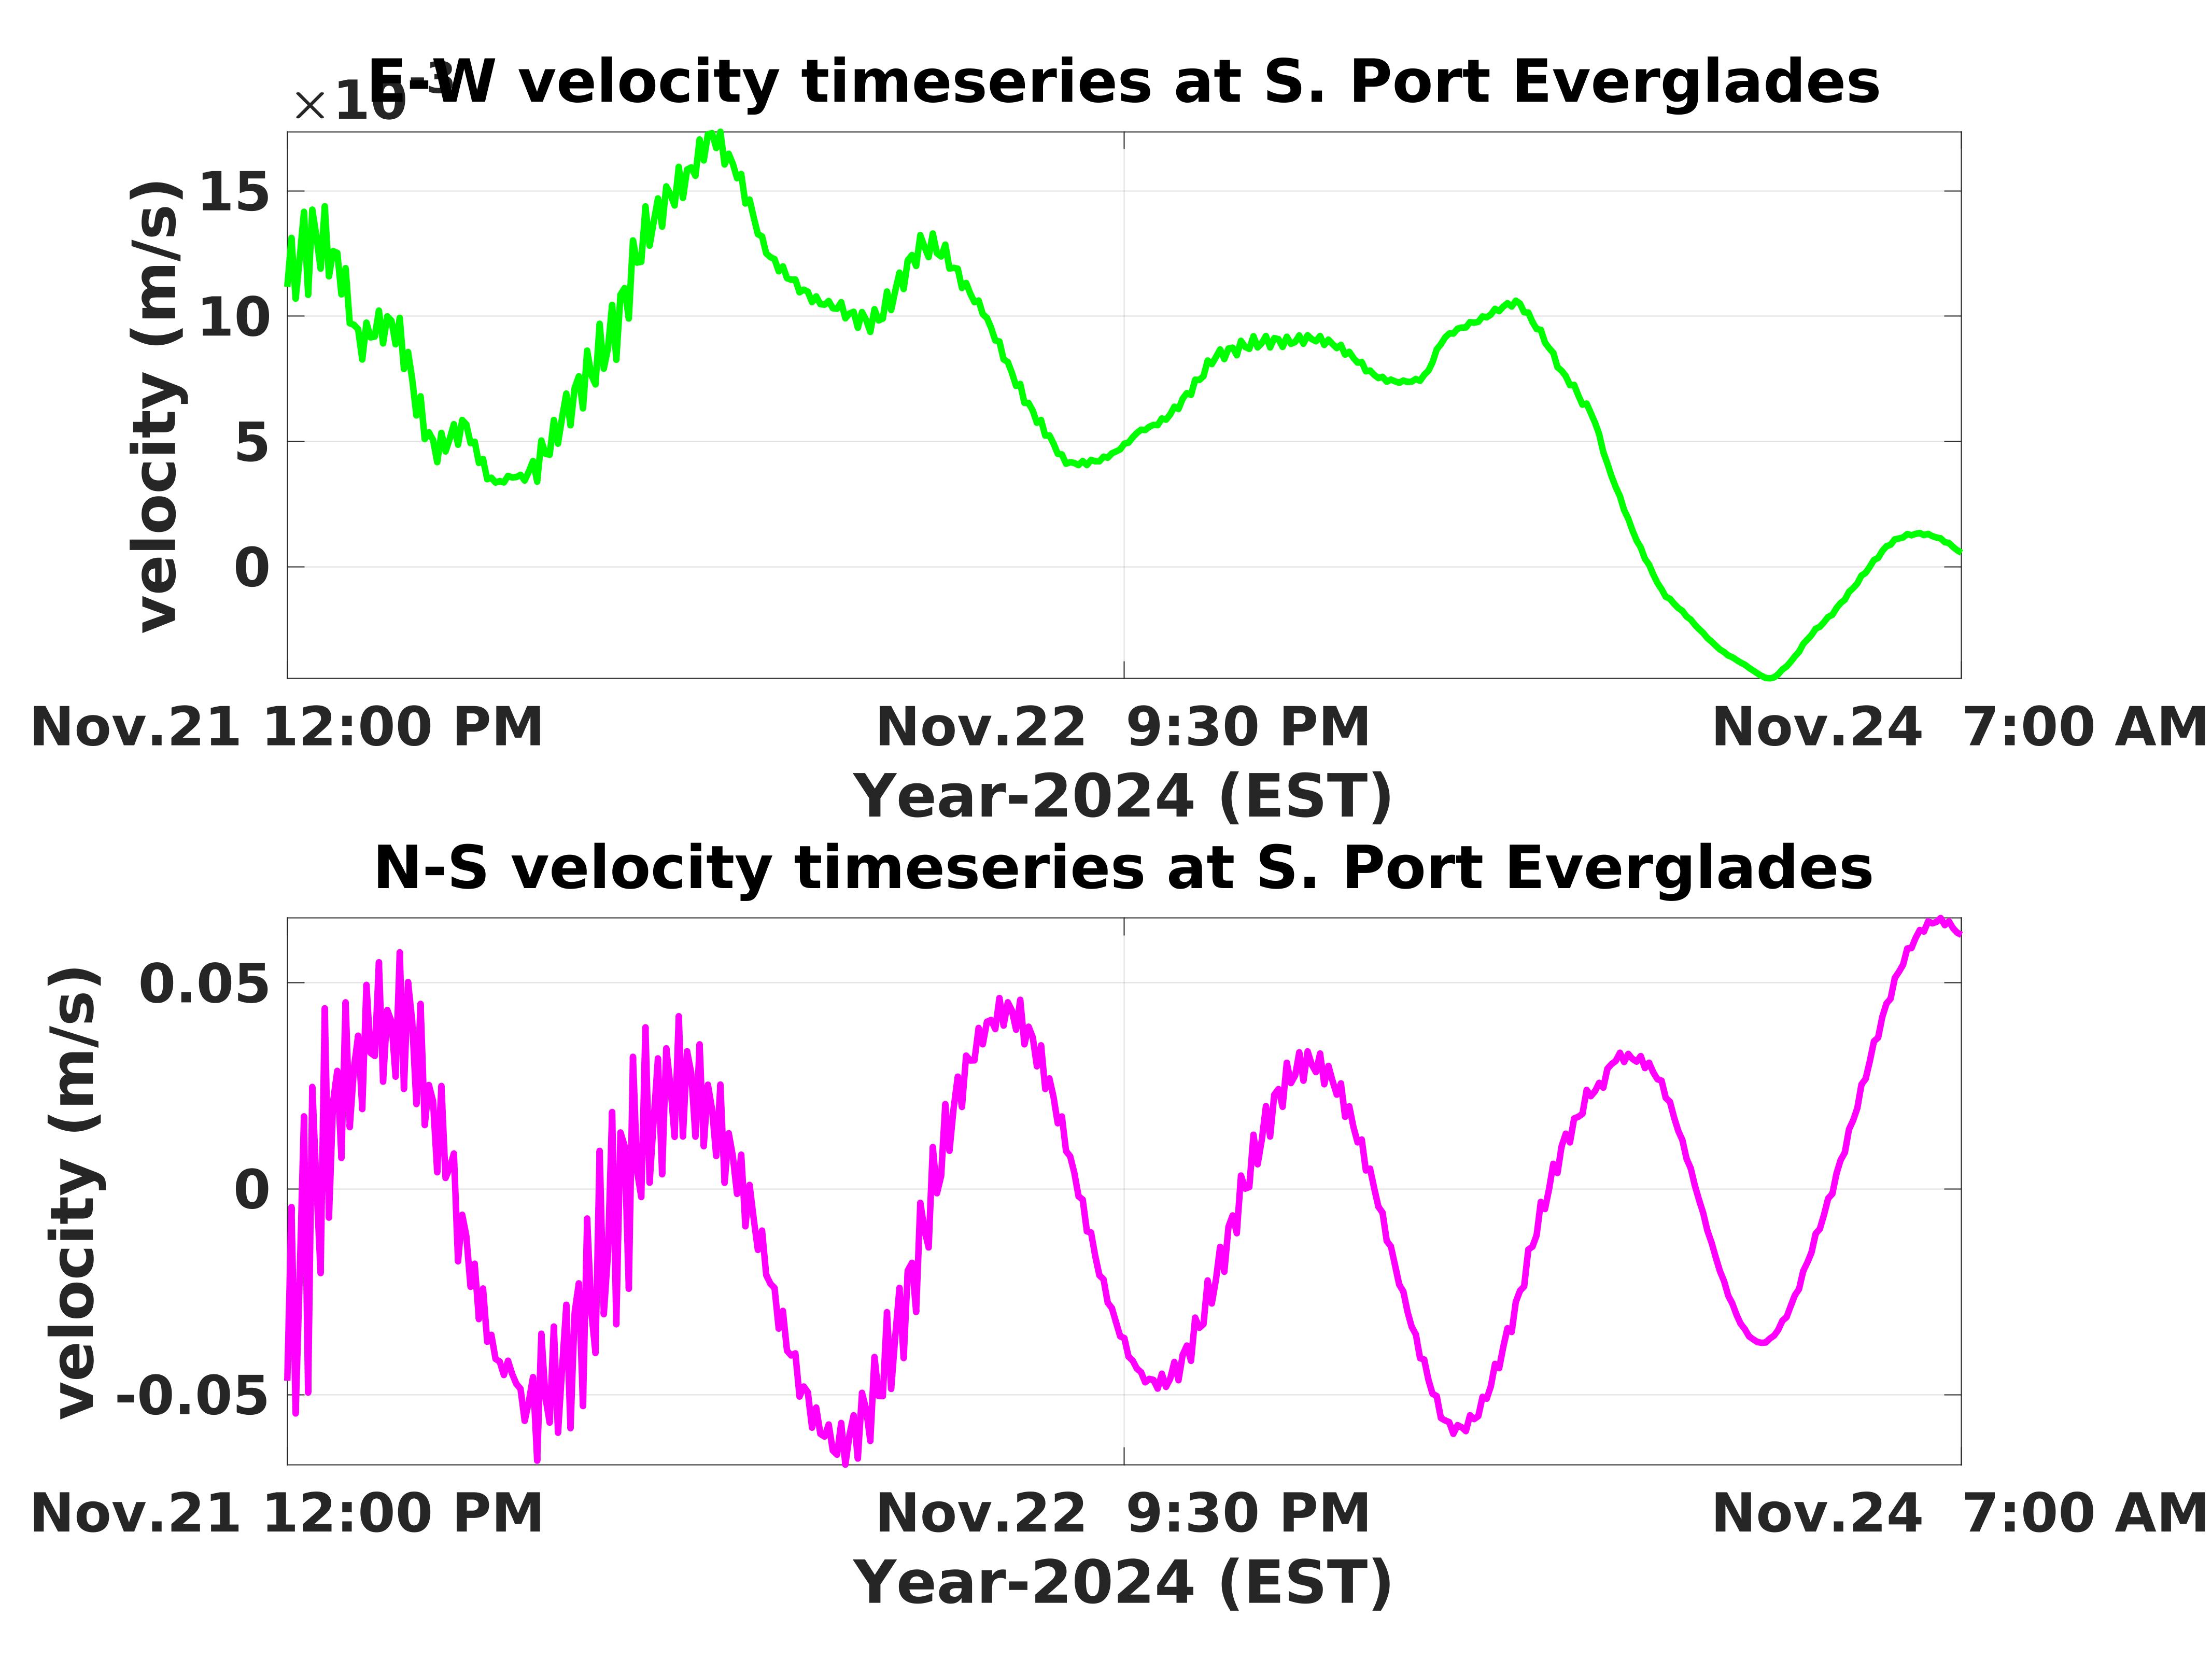 E-W velocity timeseries at S. Port Everglades
×10-3
velocity (m/s)
15
10
5
0
Nov.21 12:00 PM
Nov.22  9:30 PM
Nov.24  7:00 AM
Year-2024 (EST)
N-S velocity timeseries at S. Port Everglades
velocity (m/s)
0.05
0
-0.05
Nov.21 12:00 PM
Nov.22  9:30 PM
Nov.24  7:00 AM
Year-2024 (EST)